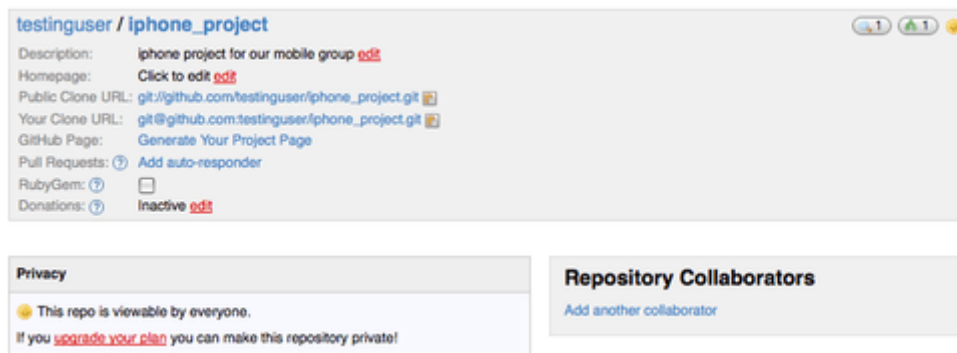 testinguser / iphone_project
1 1
Description: iphone project for our mobile group edit
Homepage: Click to edit edit
Public Clone URL: git://github.com/testinguser/iphone_project.git
Your Clone URL: git@github.com:testinguser/iphone_project.git
GitHub Page: Generate Your Project Page
Pull Requests: ? Add auto-responder
RubyGem: ?
Donations: ? Inactive edit
Privacy
This repo is viewable by everyone.
If you upgrade your plan you can make this repository private!
Repository Collaborators
Add another collaborator